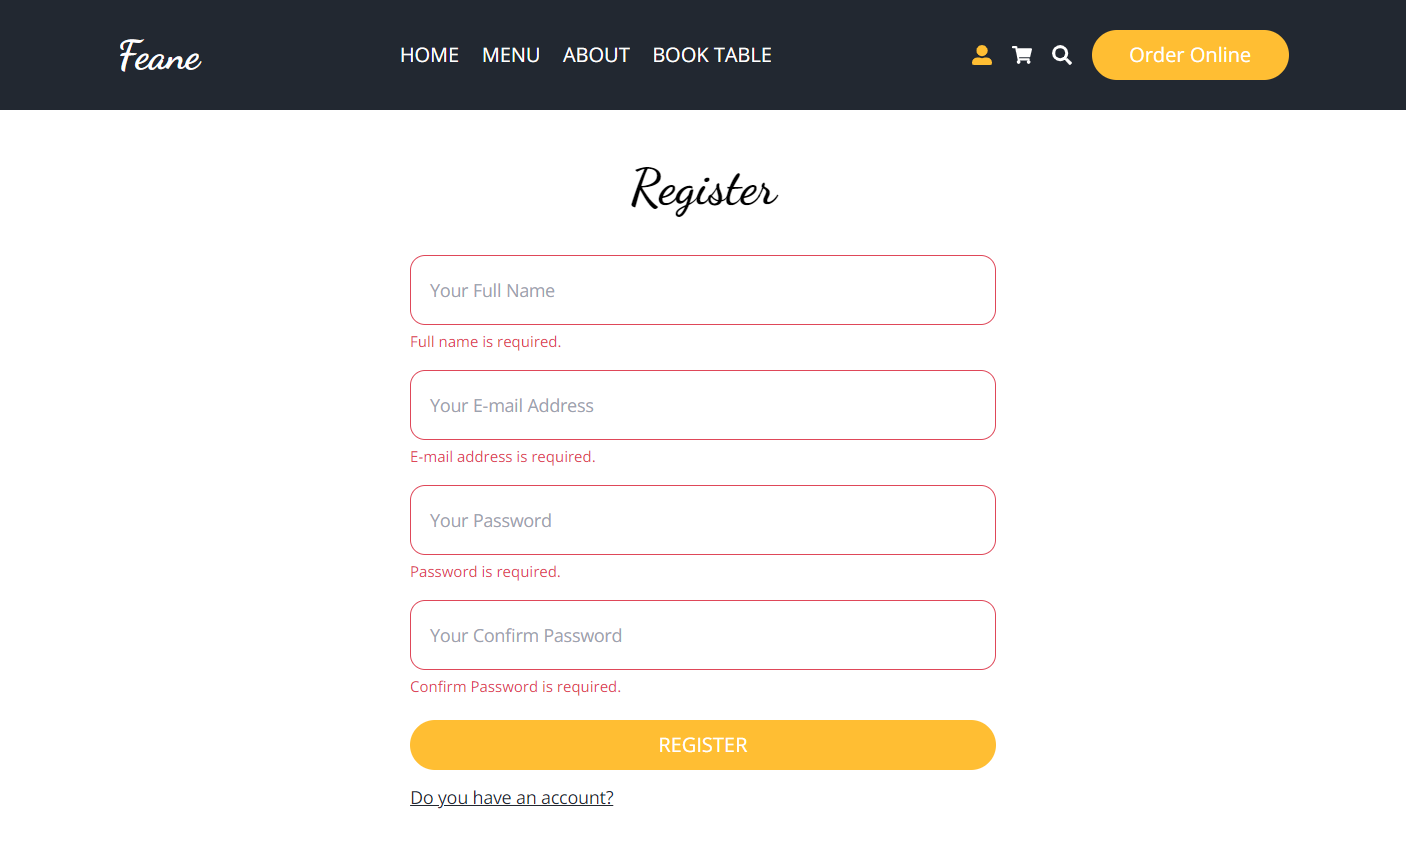 Feane
HOME MENU ABOUT BOOK TABLE
Order Online
Register
Your Full Name
Full name is required.
Your E-mail Address
E-mail address is required.
Your Password
Password is required.
Your Confirm Password
Confirm Password is required.
REGISTER
Do you have an account?